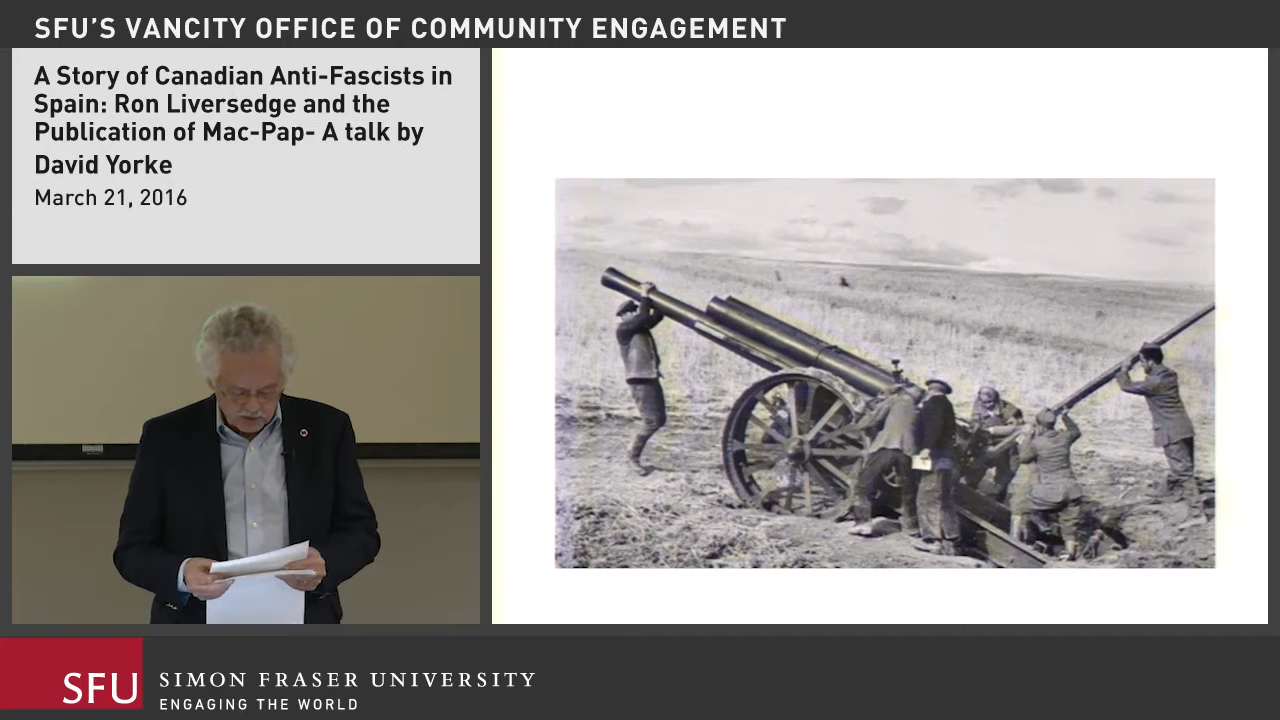 SFU'S VANCITY OFFICE OF COMMUNITY ENGAGEMENT
A Story of Canadian Anti-Fascists in
Spain: Ron Liversedge and the
Publication of Mac-Pap- A talk by
David Yorke
March 21, 2016
SFU
SIMON FRASER UNIVERSITY
ENGAGING THE WORLD